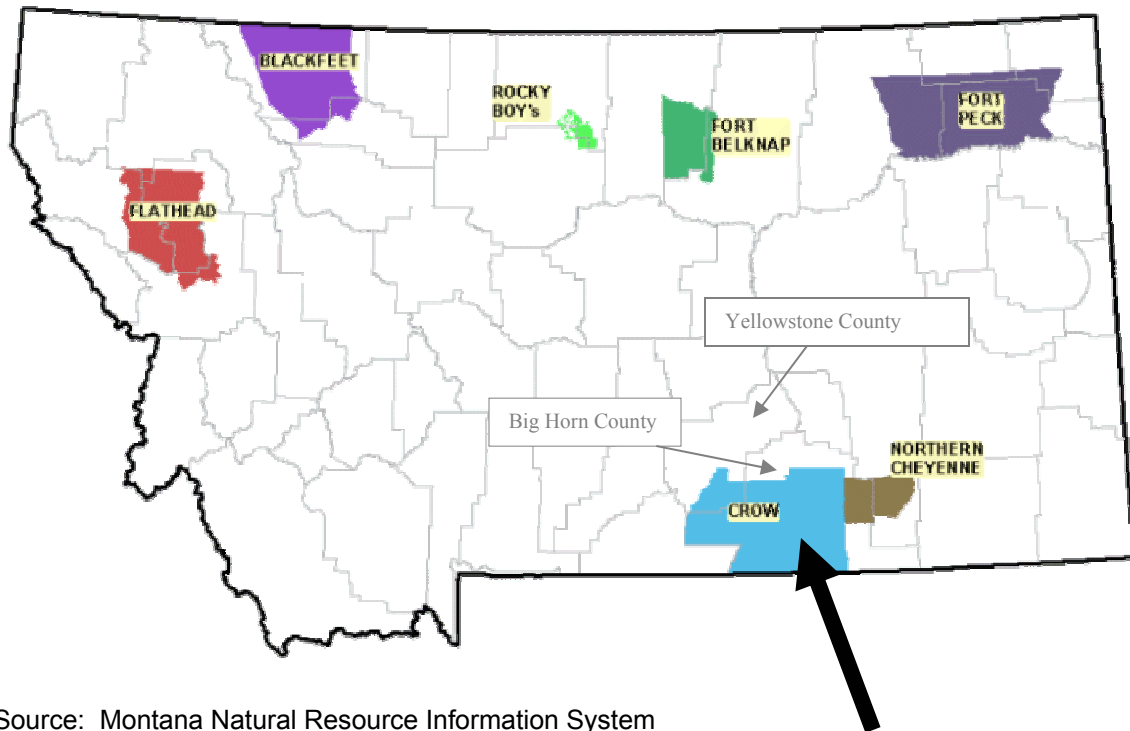 BLACKFEET
ROCKY
BOY's
FORT
BELKNAP
FORT
PECK
FLATHEAD
Yellowstone County
Big Horn County
NORTHERN
CHEYENNE
CROW
Source: Montana Natural Resource Information System